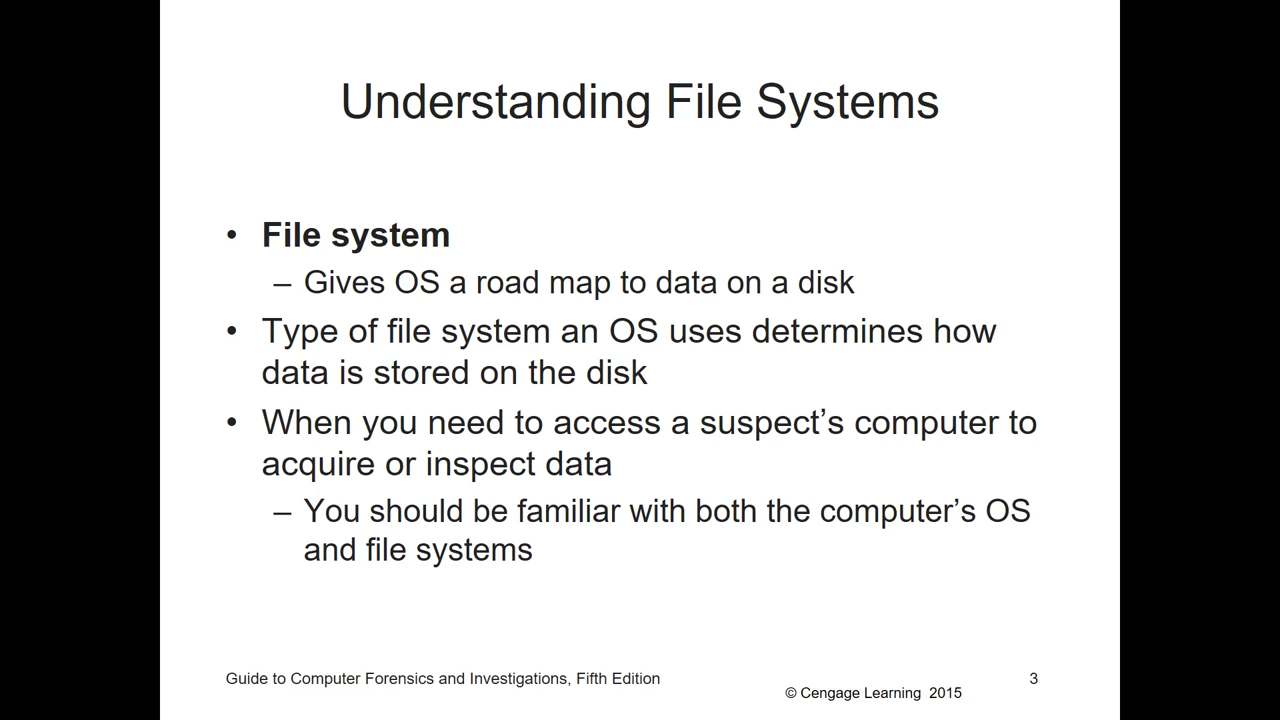 Understanding File Systems
• File system
– Gives OS a road map to data on a disk
• Type of file system an OS uses determines how
data is stored on the disk
• When you need to access a suspect’s computer to
acquire or inspect data
– You should be familiar with both the computer’s OS
and file systems
Guide to Computer Forensics and Investigations, Fifth Edition
3
© Cengage Learning 2015